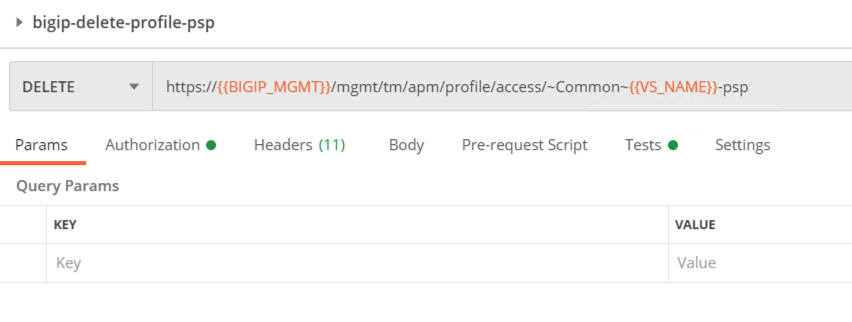 bigip-delete-profile-psp
DELETE https://{{BIGIP_MGMT}}/mgmt/tm/apm/profile/access/~Common~{{VS_NAME}}-psp
Params Authorization Headers (11) Body Pre-request Script Tests Settings
Query Params
KEY VALUE
Key Value